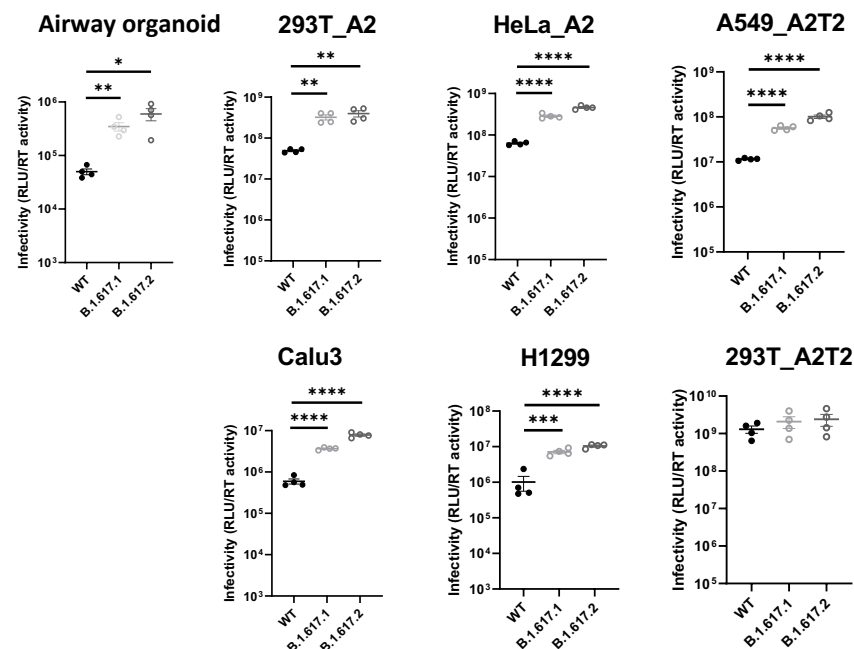 Airway organoid
**
*
Infectivity (RLU/RT activity)
10⁶
10⁵
10⁴
10³
WT
B.1.617.1
B.1.617.2
293T_A2
**
**
Infectivity (RLU/RT activity)
10⁹
10⁸
10⁷
10⁶
10⁵
WT
B.1.617.1
B.1.617.2
HeLa_A2
****
****
Infectivity (RLU/RT activity)
10⁹
10⁸
10⁷
10⁶
10⁵
WT
B.1.617.1
B.1.617.2
A549_A2T2
****
****
Infectivity (RLU/RT activity)
10⁹
10⁸
10⁷
10⁶
10⁵
WT
B.1.617.1
B.1.617.2
Calu3
****
****
Infectivity (RLU/RT activity)
10⁷
10⁶
10⁵
10⁴
10³
WT
B.1.617.1
B.1.617.2
H1299
****
***
Infectivity (RLU/RT activity)
10⁸
10⁷
10⁶
10⁵
10⁴
10³
WT
B.1.617.1
B.1.617.2
293T_A2T2
Infectivity (RLU/RT activity)
10¹⁰
10⁹
10⁸
10⁷
10⁶
10⁵
WT
B.1.617.1
B.1.617.2